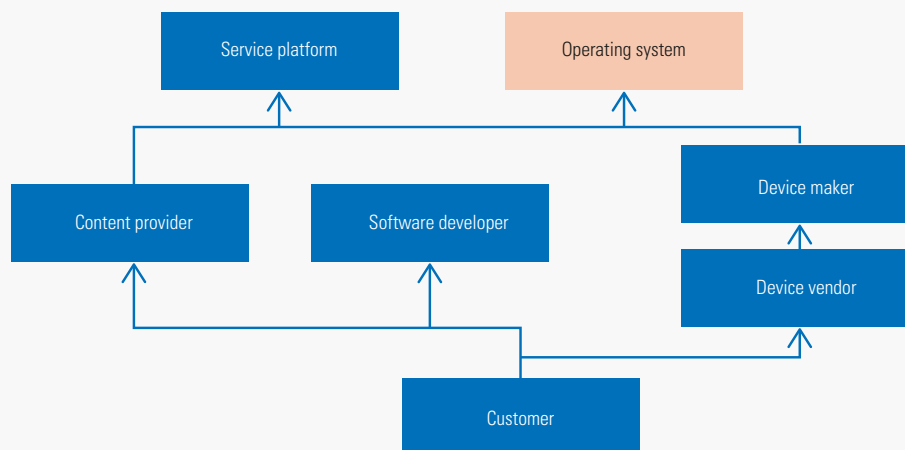 Service platform
Operating system
Content provider
Software developer
Device maker
Device vendor
Customer